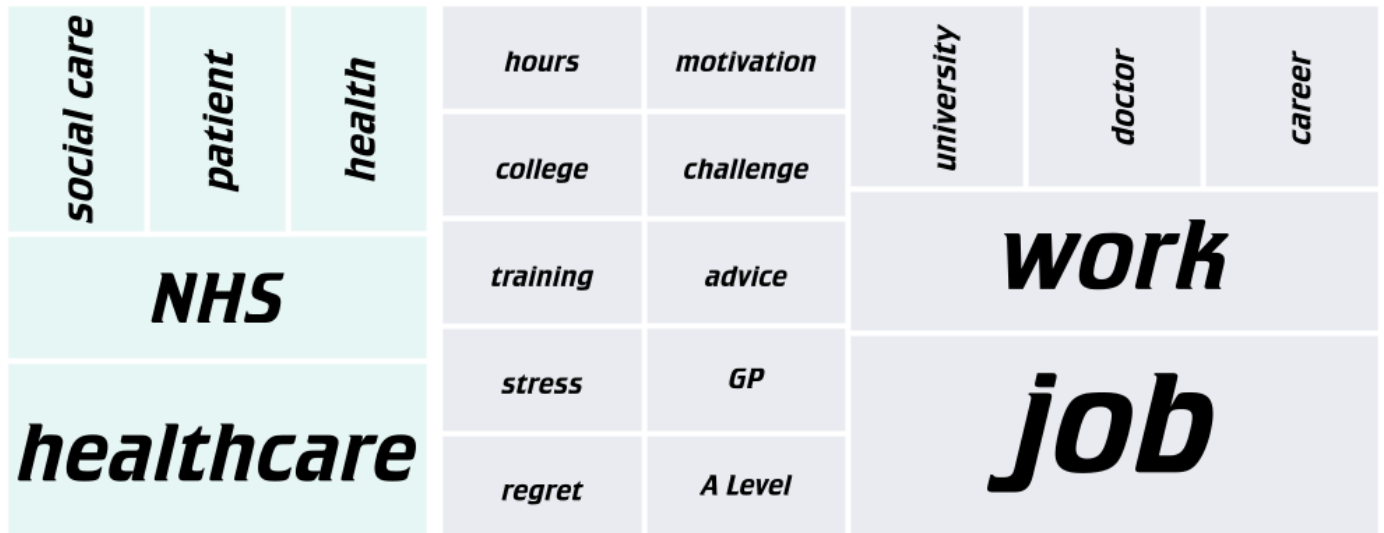 social care
patient
health
NHS
healthcare
hours
motivation
college
challenge
training
advice
stress
GP
regret
A Level
university
doctor
career
work
job